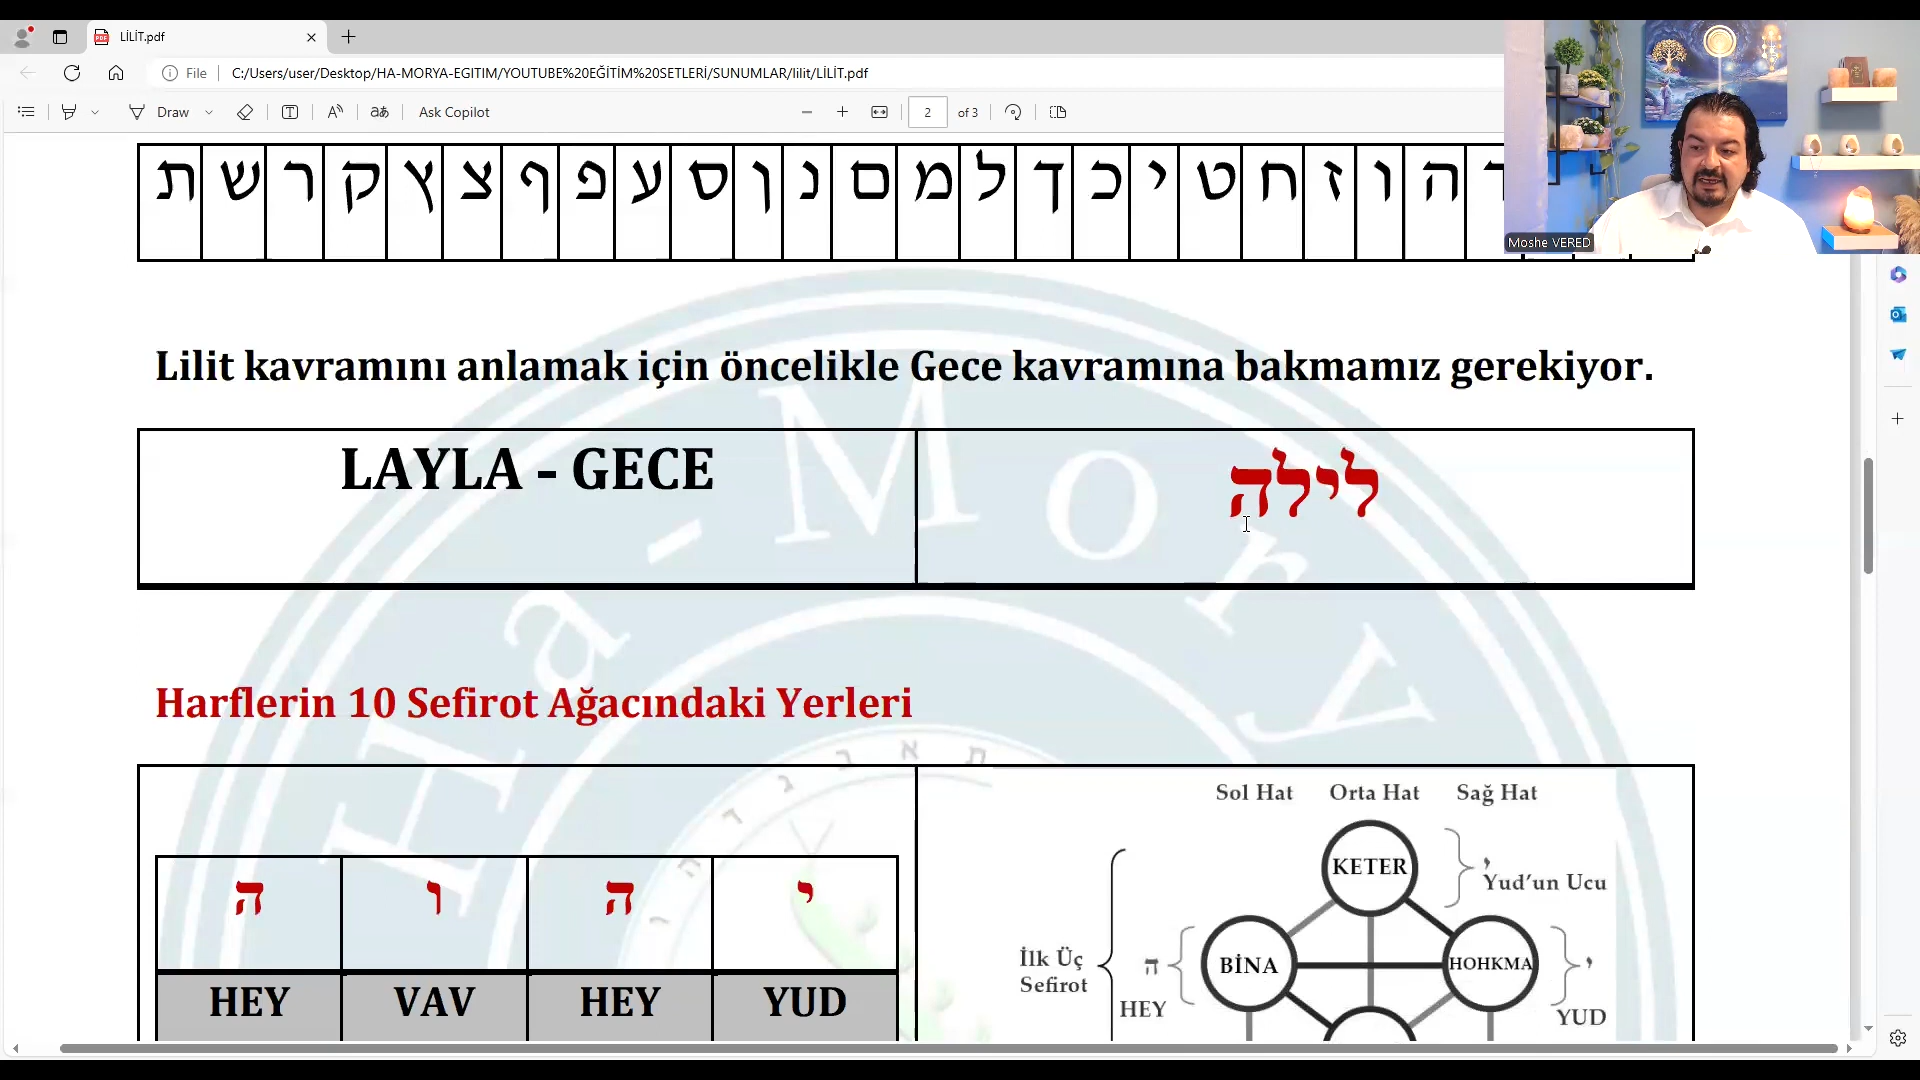 LİLİT.pdf
File
C:/Users/user/Desktop/HA-MORYA-EGITIM/YOUTUBE%20EĞİTİM%20SETLERİ/SUNUMLAR/lilit/LİLİT.pdf
Draw
Ask Copilot
2 of 3
Moshe VERED
ה ו ז ח ט י כ ך ל מ ם נ ן ס ע פ ף צ ץ ק ר ש ת
Lilit kavramını anlamak için öncelikle Gece kavramına bakmamız gerekiyor.
LAYLA - GECE
לילה
Harflerin 10 Sefirot Ağacındaki Yerleri
י ה ו ה
HEY VAV HEY YUD
Sol Hat Orta Hat Sağ Hat
KETER
י
Yud'un Ucu
İlk Üç
Sefirot
ה
HEY
BİNA
HOHKMA
י
YUD
Ha-Mory
ת א ב ג ד ה ו